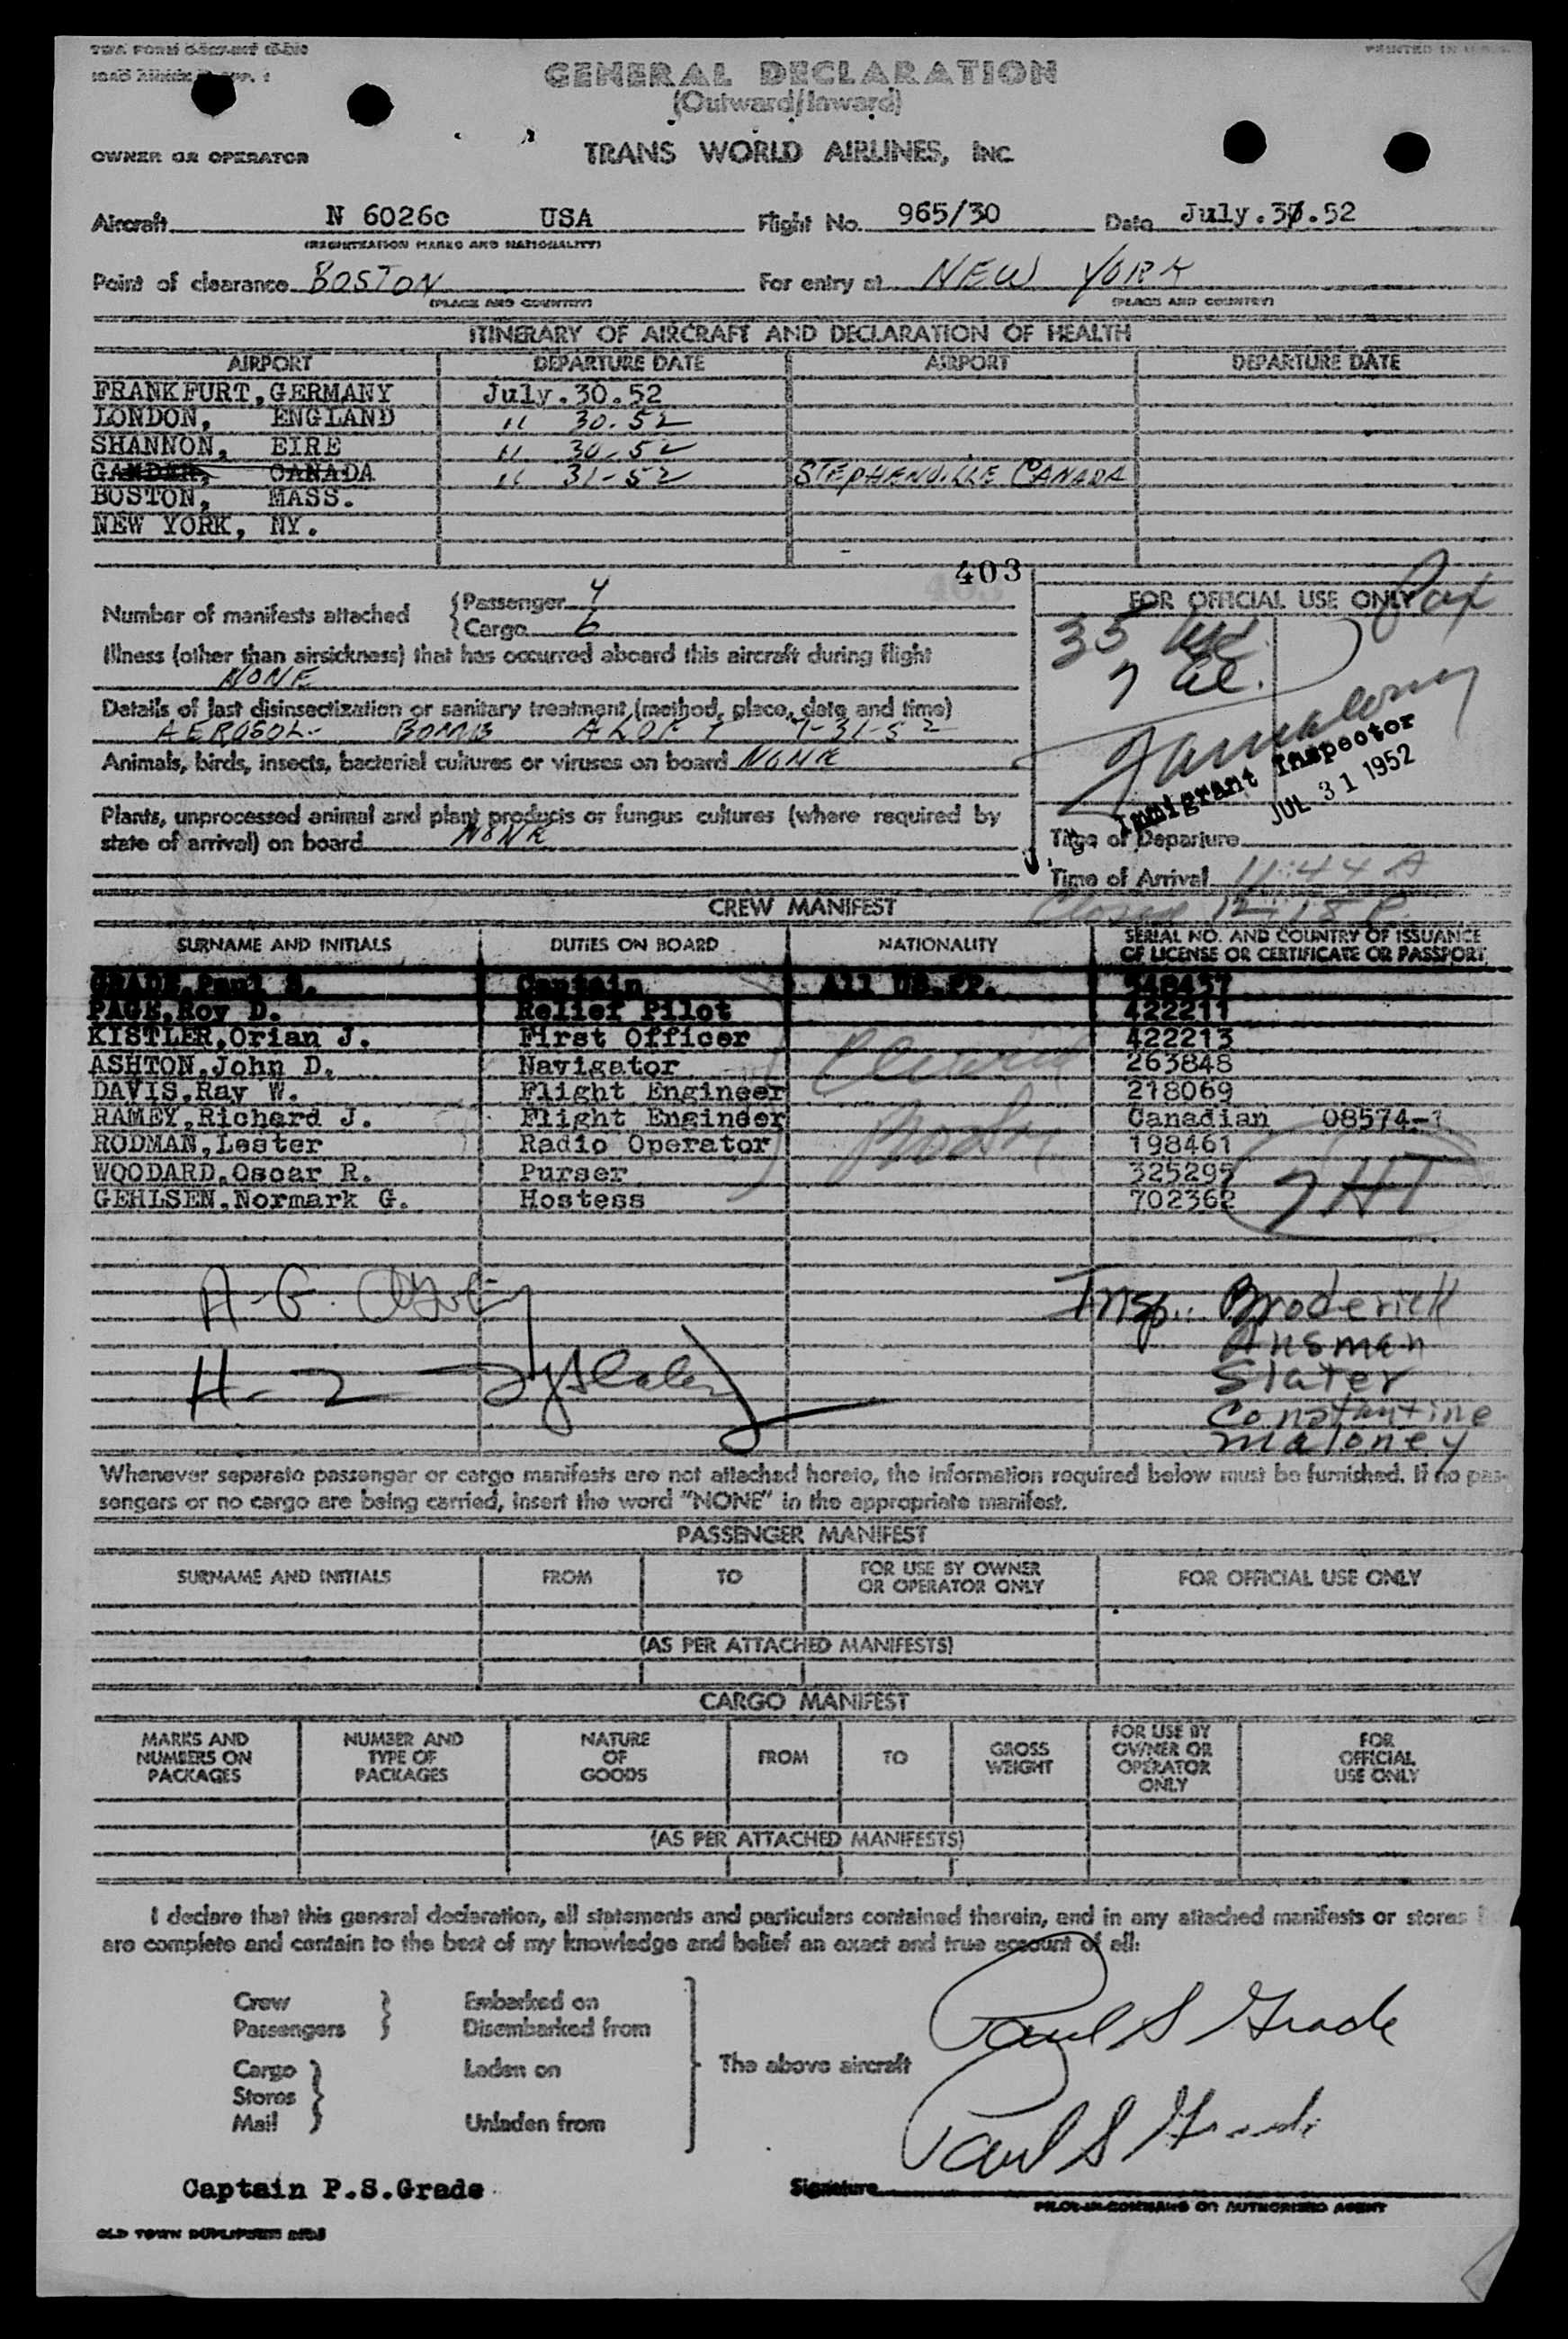 GENERAL DECLARATION
(Outward/Inward)
OWNER OR OPERATOR TRANS WORLD AIRLINES, INC
Aircraft N 6026c USA Flight No. 965/30 Date July.31.52
(REGISTRATION MARKS AND NATIONALITY)
Point of clearance BOSTON For entry at NEW YORK
(PLACE AND COUNTRY) (PLACE AND COUNTRY)
ITINERARY OF AIRCRAFT AND DECLARATION OF HEALTH
AIRPORT DEPARTURE DATE AIRPORT DEPARTURE DATE
FRANKFURT, GERMANY July.30.52
LONDON, ENGLAND " 30.52
SHANNON, EIRE " 30-52
GANDER, CANADA " 31-52 STEPHENVILLE CANADA
BOSTON, MASS.
NEW YORK, NY.
403
Number of manifests attached
Passenger 4
Cargo 6
FOR OFFICIAL USE ONLY
35
7
Illness (other than airsickness) that has occurred aboard this aircraft during flight
NONE
Details of last disinsectization or sanitary treatment (method, place, date and time)
AEROSOL- BOMB ALOFT 7-31-52
Animals, birds, insects, bacterial cultures or viruses on board NONE
Immigrant Inspector
JUL 31 1952
Plants, unprocessed animal and plant products or fungus cultures (where required by
state of arrival) on board NONE
Time of Departure
Time of Arrival 11:44 A
Closed 12:18 P.
CREW MANIFEST
SURNAME AND INITIALS DUTIES ON BOARD NATIONALITY SERIAL NO. AND COUNTRY OF ISSUANCE
OF LICENSE OR CERTIFICATE OR PASSPORT
GRADE, Paul S. Captain All US.PP. 548457
PAGE, Roy D. Relief Pilot 422211
KISTLER, Orian J. First Officer 422213
ASHTON, John D. Navigator 263848
DAVIS, Ray W. Flight Engineer 218069
RAMEY, Richard J. Flight Engineer Canadian 08574-1
RODMAN, Lester Radio Operator 198461
WOODARD, Oscar R. Purser 325295
GEHLSEN, Normark G. Hostess 702362
Insp. Broderick
Ansman
Slater
Constantine
Maloney
Whenever separate passenger or cargo manifests are not attached hereto, the information required below must be furnished. If no pas-
sengers or no cargo are being carried, insert the word "NONE" in the appropriate manifest.
PASSENGER MANIFEST
SURNAME AND INITIALS FROM TO FOR USE BY OWNER OR OPERATOR ONLY FOR OFFICIAL USE ONLY
(AS PER ATTACHED MANIFESTS)
CARGO MANIFEST
MARKS AND NUMBERS ON PACKAGES NUMBER AND TYPE OF PACKAGES NATURE OF GOODS FROM TO GROSS WEIGHT FOR USE BY OWNER OR OPERATOR ONLY FOR OFFICIAL USE ONLY
(AS PER ATTACHED MANIFESTS)
I declare that this general declaration, all statements and particulars contained therein, and in any attached manifests or stores
are complete and contain to the best of my knowledge and belief an exact and true account of all:
Crew Embarked on
Passengers Disembarked from
Cargo Laden on The above aircraft
Stores
Mail Unladen from
Paul S Grade
Paul S Grade
Captain P.S.Grade Signature
PILOT-IN-COMMAND OR AUTHORIZED AGENT